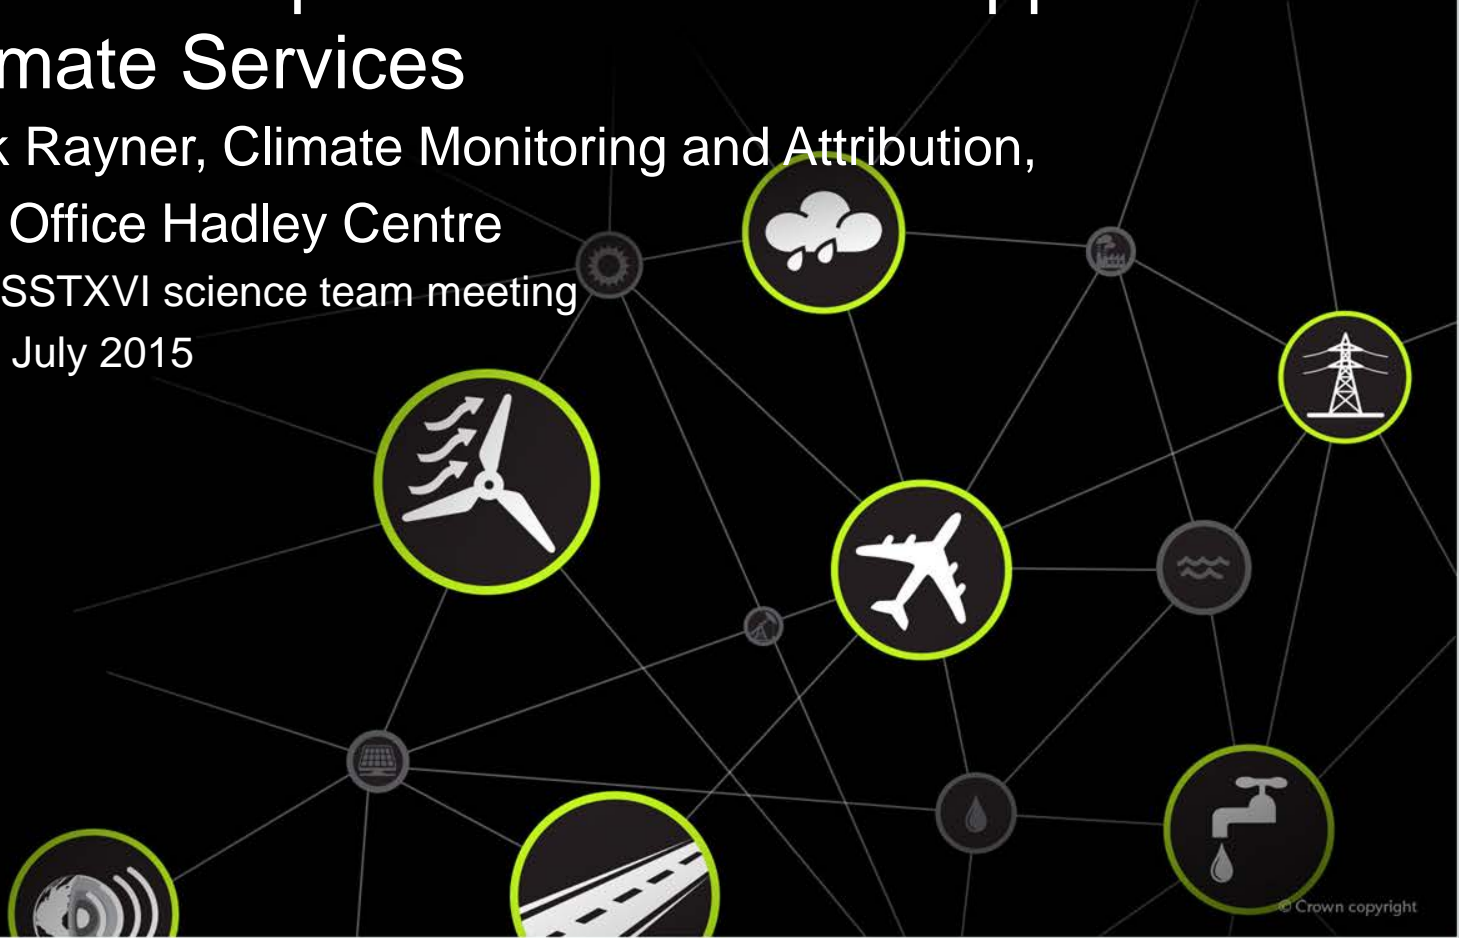 mate Services
k Rayner, Climate Monitoring and Attribution,
Office Hadley Centre
SSTXVI science team meeting
July 2015
© Crown copyright